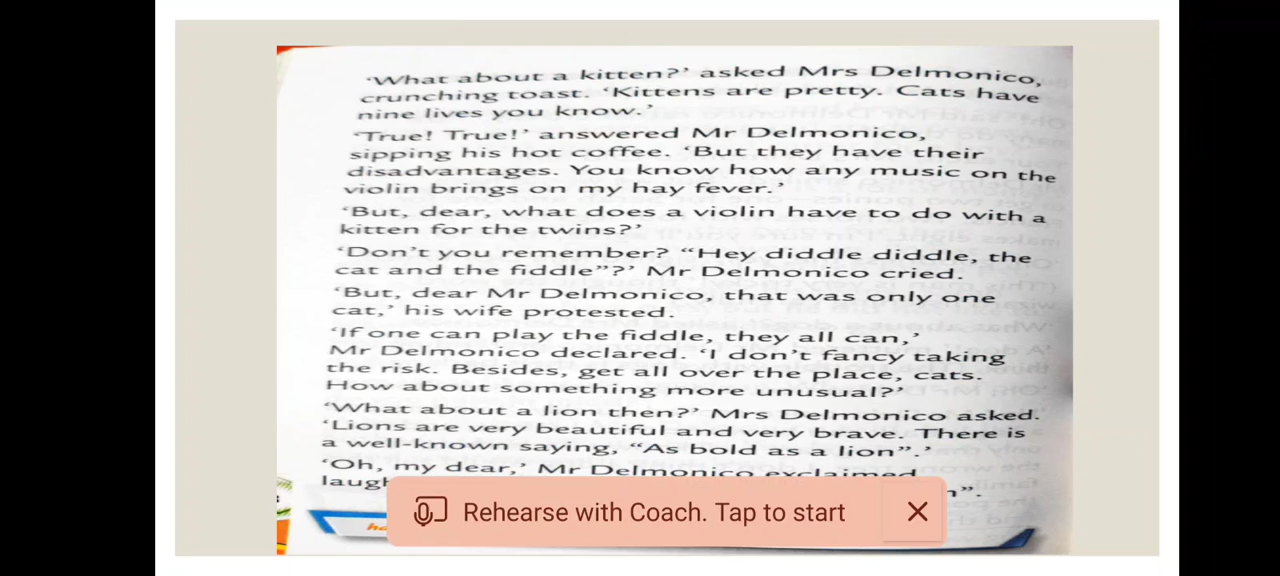 ‘What about a kitten?’ asked Mrs Delmonico,
crunching toast. ‘Kittens are pretty. Cats have
nine lives you know.’
‘True! True!’ answered Mr Delmonico,
sipping his hot coffee. ‘But they have their
disadvantages. You know how any music on the
violin brings on my hay fever.’
‘But, dear, what does a violin have to do with a
kitten for the twins?’
‘Don’t you remember? “Hey diddle diddle, the
cat and the fiddle”?’ Mr Delmonico cried.
‘But, dear Mr Delmonico, that was only one
cat,’ his wife protested.
‘If one can play the fiddle, they all can,’
Mr Delmonico declared. ‘I don’t fancy taking
the risk. Besides, get all over the place, cats.
How about something more unusual?’
‘What about a lion then?’ Mrs Delmonico asked.
‘Lions are very beautiful and very brave. There is
a well-known saying, “As bold as a lion”.’
‘Oh, my dear,’ Mr Delmonico exclaimed
Rehearse with Coach. Tap to start